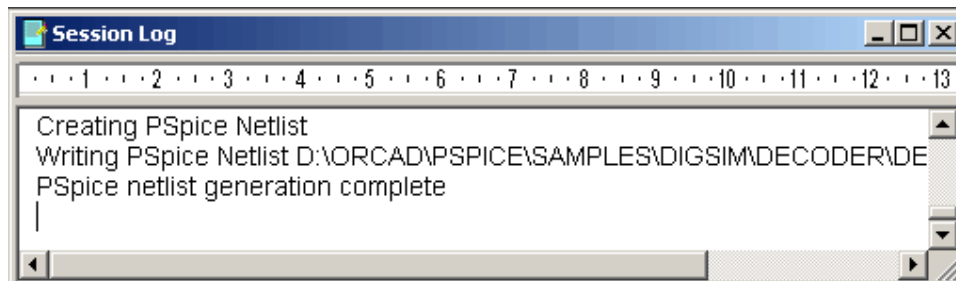 Session Log
1 2 3 4 5 6 7 8 9 10 11 12 13
Creating PSpice Netlist
Writing PSpice Netlist D:\ORCAD\PSPICE\SAMPLES\DIGSIM\DECODER\DE
PSpice netlist generation complete